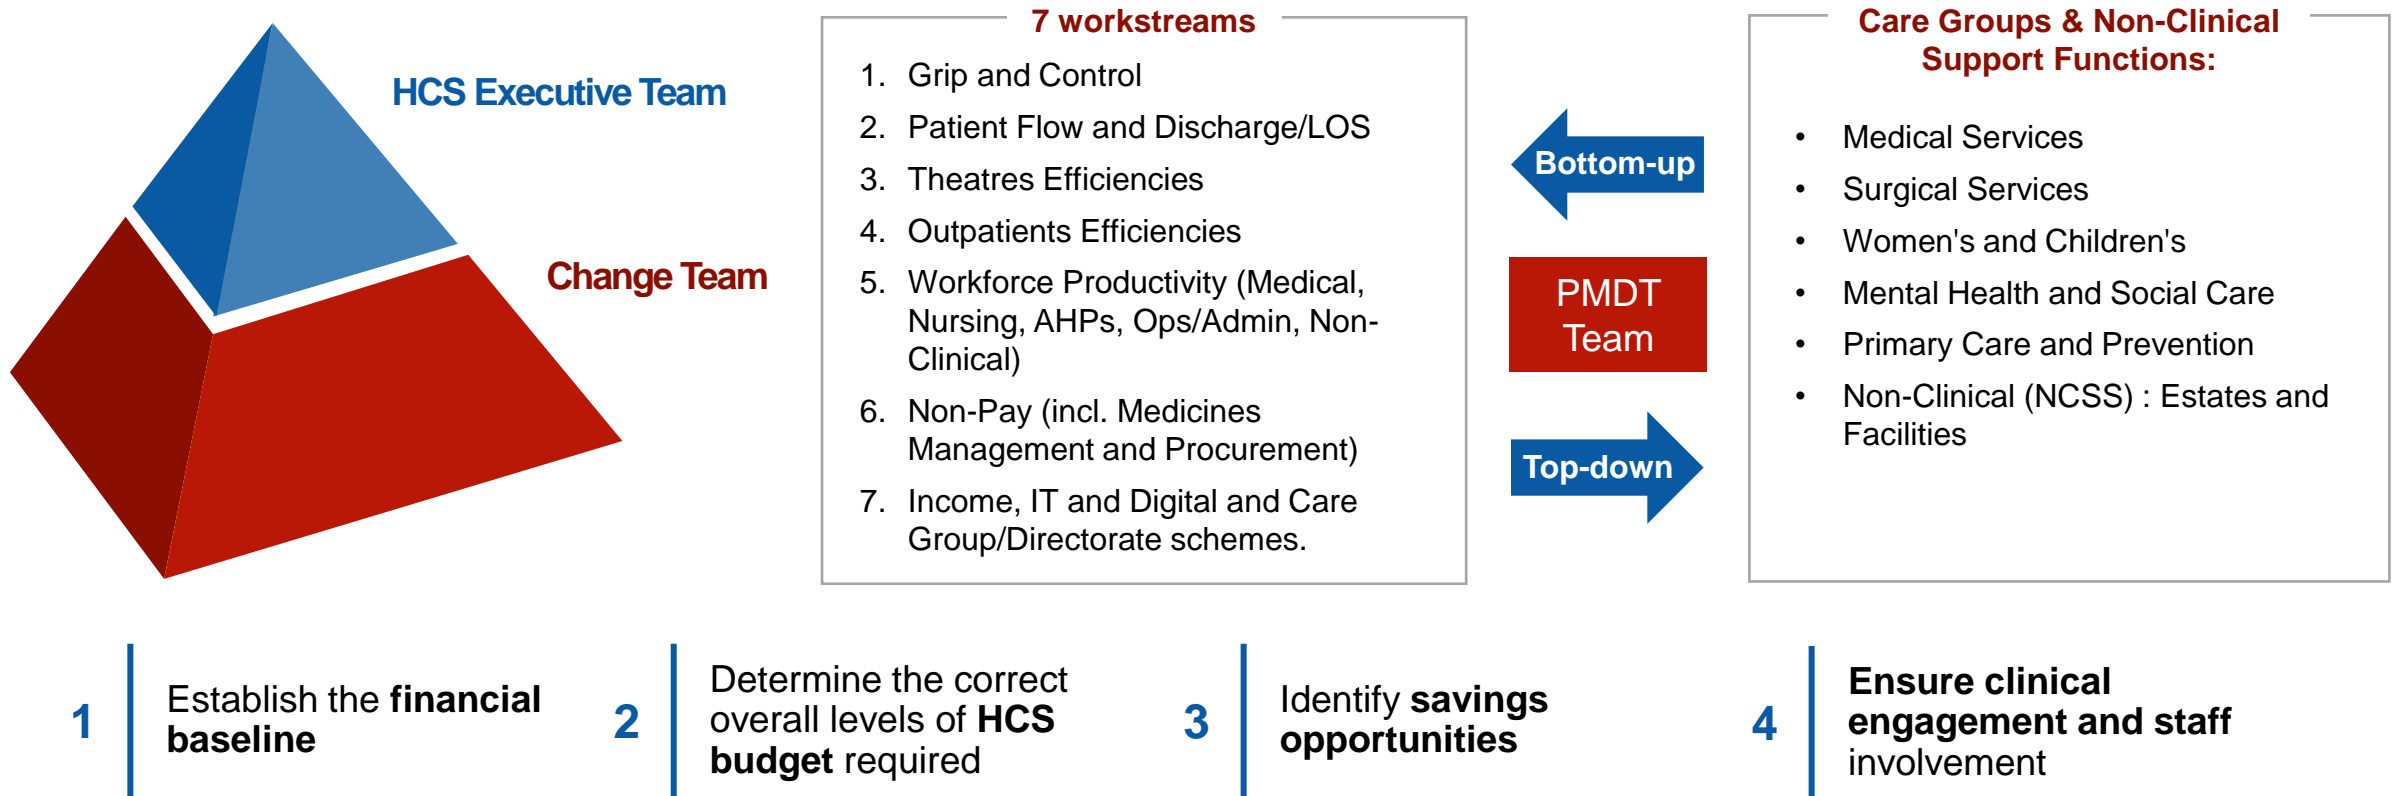 HCS Executive Team
Change Team
7 workstreams
1. Grip and Control
2. Patient Flow and Discharge/LOS
3. Theatres Efficiencies
4. Outpatients Efficiencies
5. Workforce Productivity (Medical,
Nursing, AHPs, Ops/Admin, Non-
Clinical)
6. Non-Pay (incl. Medicines
Management and Procurement)
7. Income, IT and Digital and Care
Group/Directorate schemes.
Bottom-up
PMDT
Team
Top-down
Care Groups & Non-Clinical
Support Functions:
• Medical Services
• Surgical Services
• Women's and Children's
• Mental Health and Social Care
• Primary Care and Prevention
• Non-Clinical (NCSS) : Estates and
Facilities
1
Establish the financial
baseline
2
Determine the correct
overall levels of HCS
budget required
3
Identify savings
opportunities
4
Ensure clinical
engagement and staff
involvement